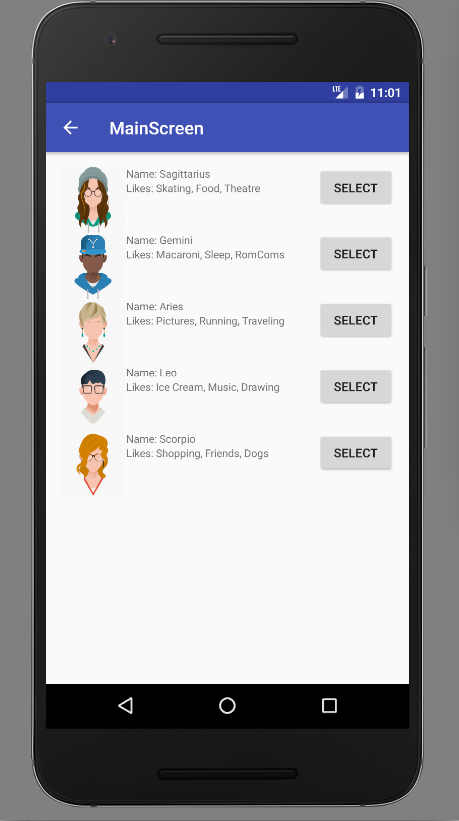 LTE 11:01
MainScreen
Name: Sagittarius
Likes: Skating, Food, Theatre
SELECT
Name: Gemini
Likes: Macaroni, Sleep, RomComs
SELECT
Name: Aries
Likes: Pictures, Running, Traveling
SELECT
Name: Leo
Likes: Ice Cream, Music, Drawing
SELECT
Name: Scorpio
Likes: Shopping, Friends, Dogs
SELECT